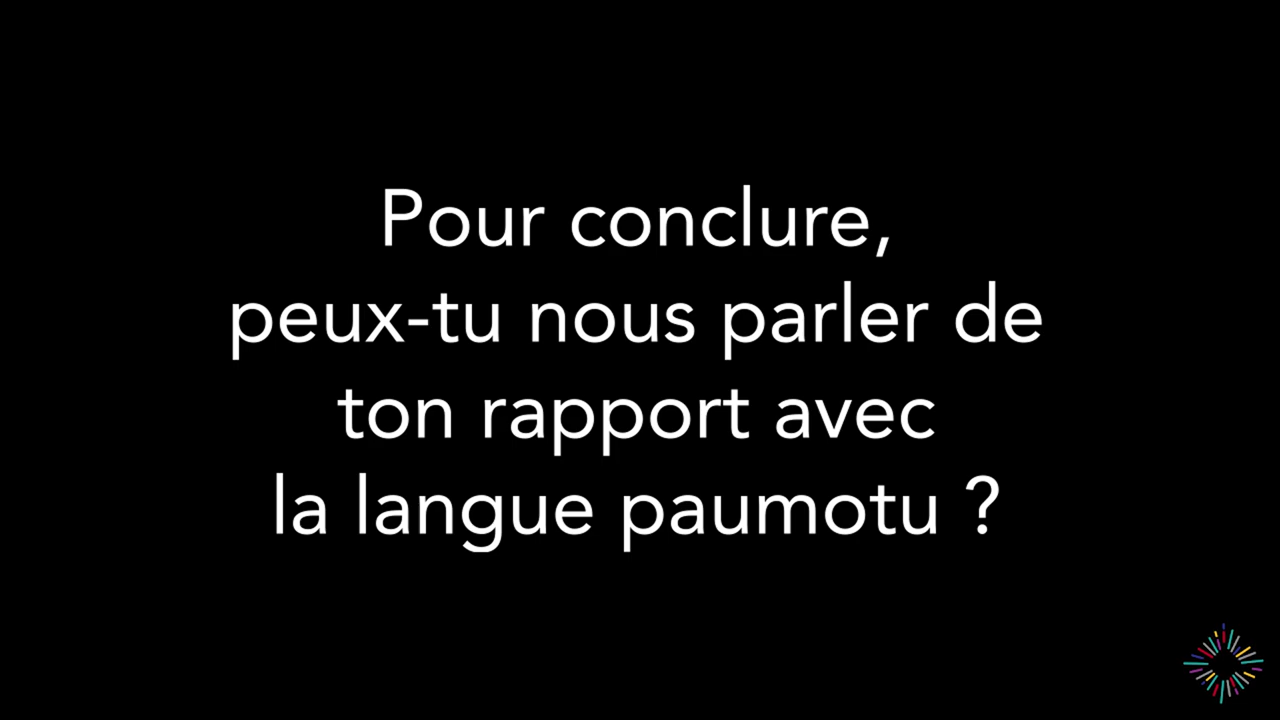 Pour conclure,
peux-tu nous parler de
ton rapport avec
la langue paumotu ?